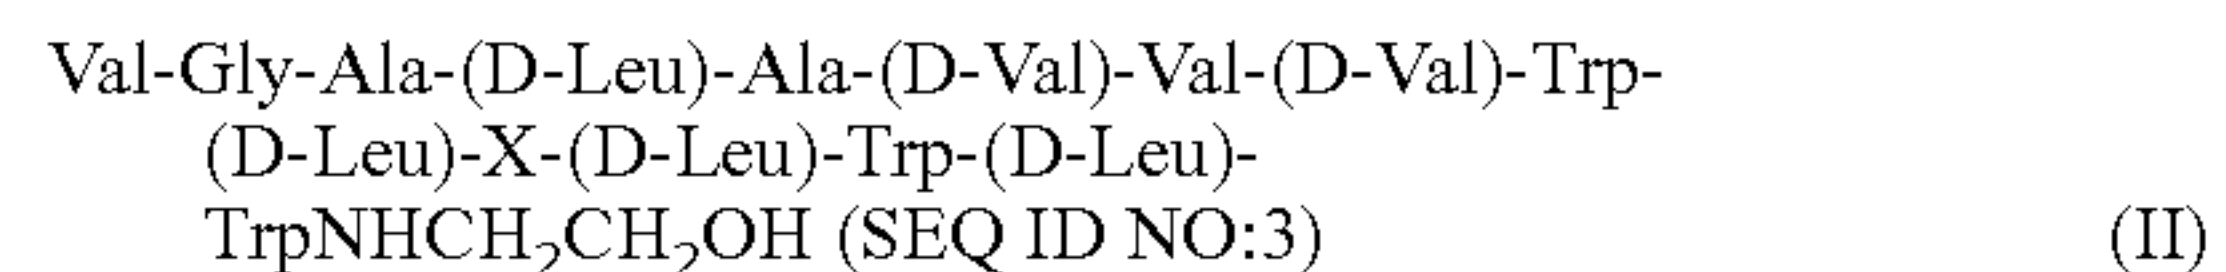 Val-Gly-Ala-(D-Leu)-Ala-(D-Val)-Val-(D-Val)-Trp-
(D-Leu)-X-(D-Leu)-Trp-(D-Leu)-
TrpNHCH₂CH₂OH (SEQ ID NO:3) (II)